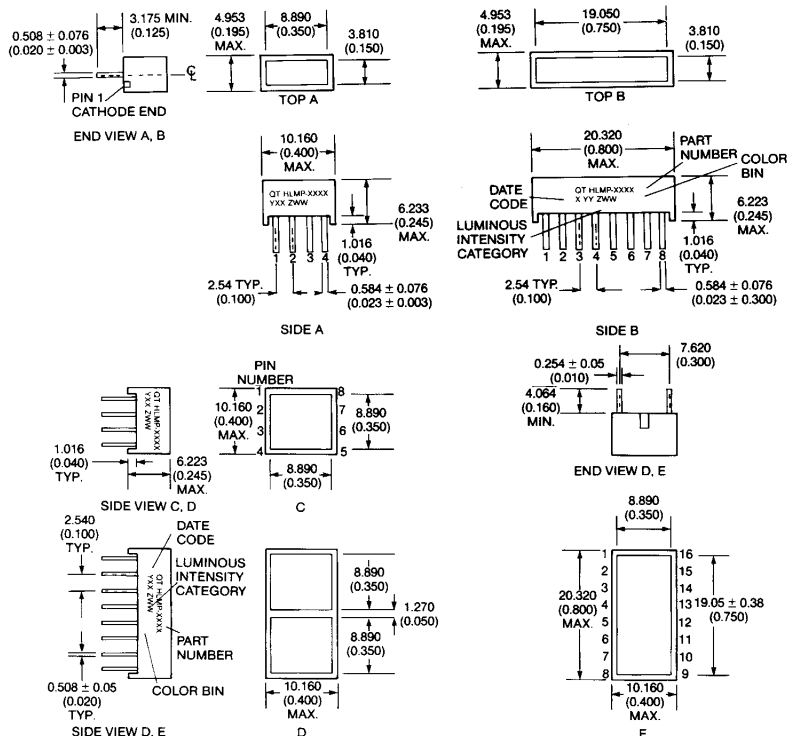 3.175 MIN.
(0.125)
0.508 ± 0.076
(0.020 ± 0.003)
℄
PIN 1
CATHODE END
END VIEW A, B
4.953
(0.195)
MAX.
8.890
(0.350)
3.810
(0.150)
TOP A
4.953
(0.195)
MAX.
19.050
(0.750)
3.810
(0.150)
TOP B
10.160
(0.400)
MAX.
QT HLMP-XXXX
YXX ZWW
6.233
(0.245)
MAX.
1 2 3 4
1.016
(0.040)
TYP.
2.54 TYP.
(0.100)
0.584 ± 0.076
(0.023 ± 0.003)
SIDE A
20.320
(0.800)
MAX.
PART
NUMBER
COLOR
BIN
DATE
CODE
QT HLMP-XXXX
X YY ZWW
LUMINOUS
INTENSITY
CATEGORY
6.223
(0.245)
MAX.
1 2 3 4 5 6 7 8
1.016
(0.040)
TYP.
2.54 TYP.
(0.100)
0.584 ± 0.076
(0.023 ± 0.300)
SIDE B
QT HLMP-XXXX
YXX ZWW
1.016
(0.040)
TYP.
6.223
(0.245)
MAX.
SIDE VIEW C, D
PIN
NUMBER
1 8
2 7
3 6
4 5
10.160
(0.400)
MAX.
8.890
(0.350)
8.890
(0.350)
C
7.620
(0.300)
0.254 ± 0.05
(0.010)
4.064
(0.160)
MIN.
END VIEW D, E
2.540
(0.100)
TYP.
DATE
CODE
LUMINOUS
INTENSITY
CATEGORY
QT HLMP-XXXX
YXX ZWW
PART
NUMBER
COLOR BIN
0.508 ± 0.05
(0.020)
TYP.
SIDE VIEW D, E
8.890
(0.350)
1.270
(0.050)
8.890
(0.350)
10.160
(0.400)
MAX.
D
8.890
(0.350)
1 16
2 15
3 14
4 13
5 12
6 11
7 10
8 9
20.320
(0.800)
MAX.
19.05 ± 0.38
(0.750)
10.160
(0.400)
MAX.